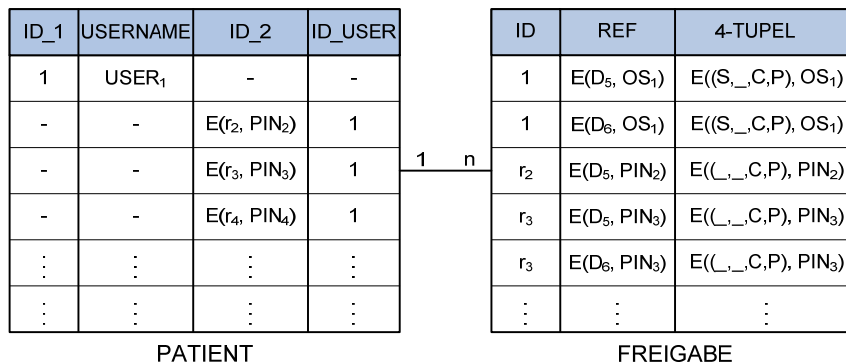 ID_1 USERNAME ID_2 ID_USER
1 USER₁ - -
- - E(r₂, PIN₂) 1
- - E(r₃, PIN₃) 1
- - E(r₄, PIN₄) 1
⋮ ⋮ ⋮ ⋮
⋮ ⋮ ⋮ ⋮
PATIENT
1 n
ID REF 4-TUPEL
1 E(D₅, OS₁) E((S,_,C,P), OS₁)
1 E(D₆, OS₁) E((S,_,C,P), OS₁)
r₂ E(D₅, PIN₂) E((_,_,C,P), PIN₂)
r₃ E(D₅, PIN₃) E((_,_,C,P), PIN₃)
r₃ E(D₆, PIN₃) E((_,_,C,P), PIN₃)
⋮ ⋮ ⋮
FREIGABE